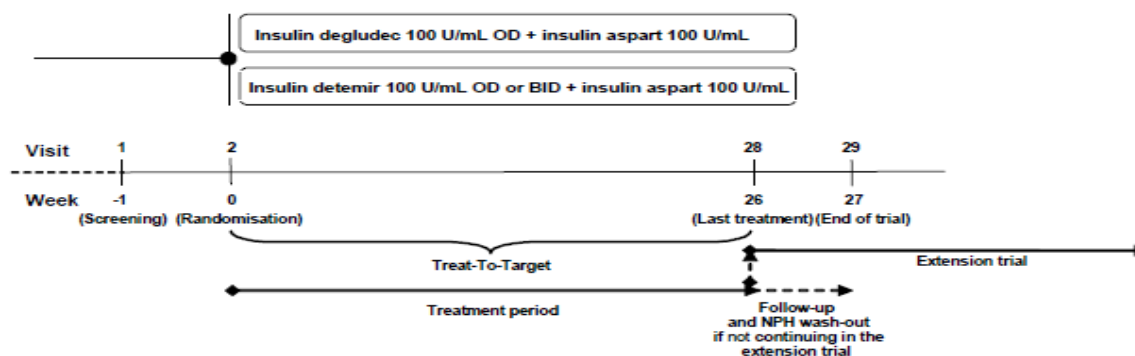 Insulin degludec 100 U/mL OD + insulin aspart 100 U/mL
Insulin detemir 100 U/mL OD or BID + insulin aspart 100 U/mL
Visit 1 2 28 29
Week -1 0 26 27
(Screening) (Randomisation) (Last treatment) (End of trial)
Treat-To-Target
Extension trial
Treatment period
Follow-up
and NPH wash-out
if not continuing in the
extension trial